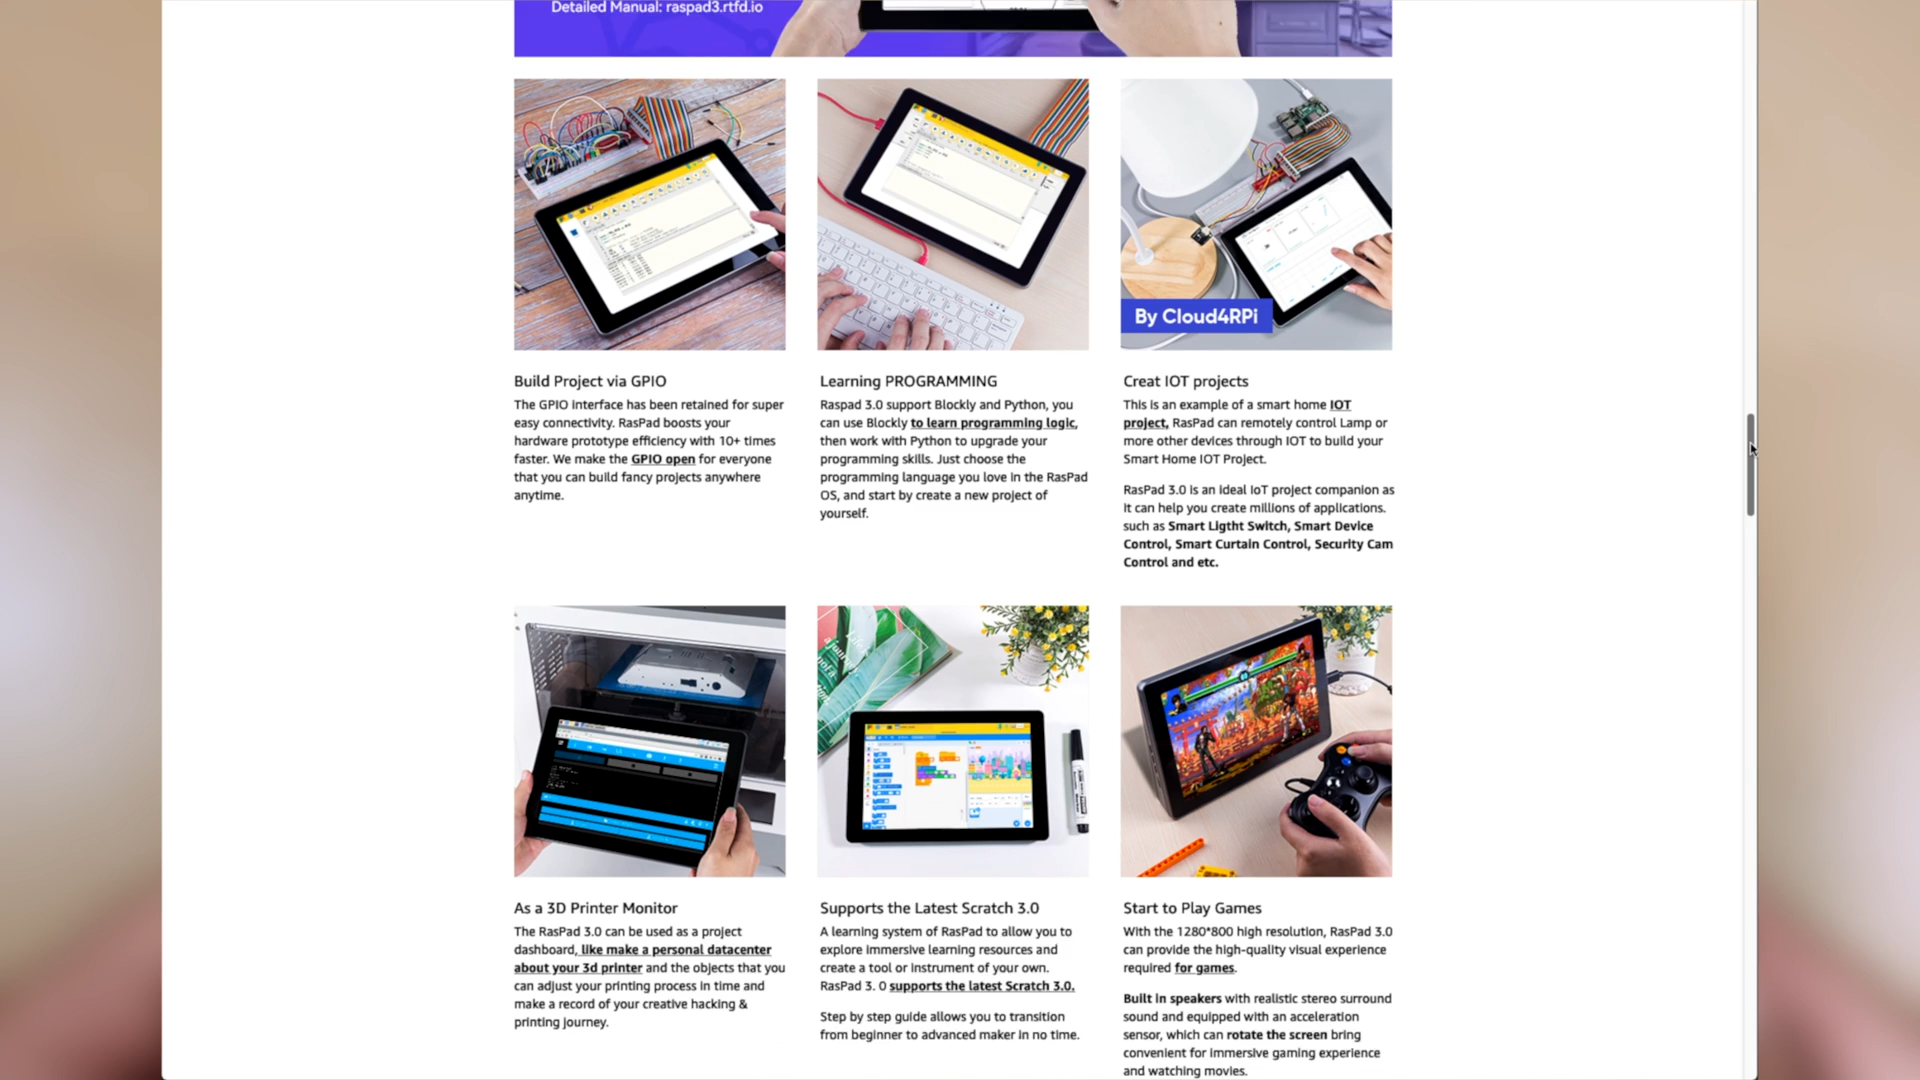 Detailed Manual: raspad3.rtfd.io
By Cloud4RPi
Build Project via GPIO
The GPIO interface has been retained for super
easy connectivity. RasPad boosts your
hardware prototype efficiency with 10+ times
faster. We make the GPIO open for everyone
that you can build fancy projects anywhere
anytime.
Learning PROGRAMMING
Raspad 3.0 support Blockly and Python, you
can use Blockly to learn programming logic,
then work with Python to upgrade your
programming skills. Just choose the
programming language you love in the RasPad
OS, and start by create a new project of
yourself.
Creat IOT projects
This is an example of a smart home IOT
project, RasPad can remotely control Lamp or
more other devices through IOT to build your
Smart Home IOT Project.
RasPad 3.0 is an ideal IoT project companion as
it can help you create millions of applications.
such as Smart Ligtht Switch, Smart Device
Control, Smart Curtain Control, Security Cam
Control and etc.
As a 3D Printer Monitor
The RasPad 3.0 can be used as a project
dashboard, like make a personal datacenter
about your 3d printer and the objects that you
can adjust your printing process in time and
make a record of your creative hacking &
printing journey.
Supports the Latest Scratch 3.0
A learning system of RasPad to allow you to
explore immersive learning resources and
create a tool or instrument of your own.
RasPad 3. 0 supports the latest Scratch 3.0.
Step by step guide allows you to transition
from beginner to advanced maker in no time.
Start to Play Games
With the 1280*800 high resolution, RasPad 3.0
can provide the high-quality visual experience
required for games.
Built in speakers with realistic stereo surround
sound and equipped with an acceleration
sensor, which can rotate the screen bring
convenient for immersive gaming experience
and watching movies.